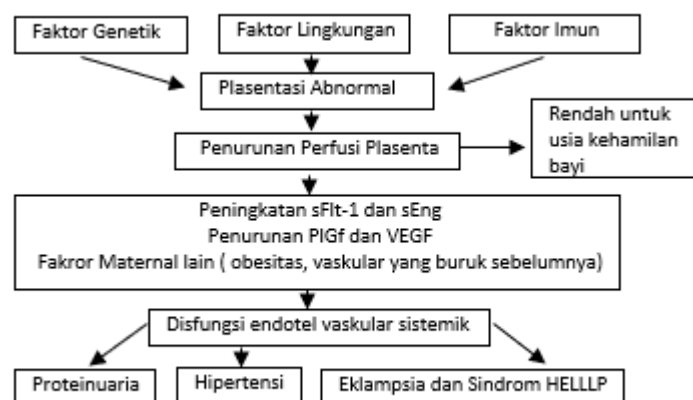 Faktor Genetik
Faktor Lingkungan
Faktor Imun
Plasentasi Abnormal
Rendah untuk
usia kehamilan
bayi
Penurunan Perfusi Plasenta
Peningkatan sFlt-1 dan sEng
Penurunan PlGf dan VEGF
Fakror Maternal lain ( obesitas, vaskular yang buruk sebelumnya)
Disfungsi endotel vaskular sistemik
Proteinuaria
Hipertensi
Eklampsia dan Sindrom HELLLP